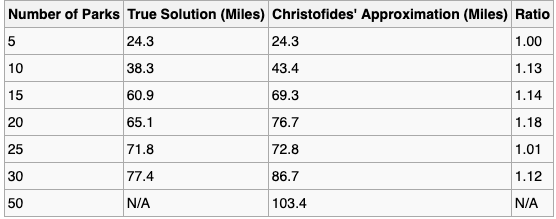 Number of Parks True Solution (Miles) Christofides' Approximation (Miles) Ratio
5 24.3 24.3 1.00
10 38.3 43.4 1.13
15 60.9 69.3 1.14
20 65.1 76.7 1.18
25 71.8 72.8 1.01
30 77.4 86.7 1.12
50 N/A 103.4 N/A